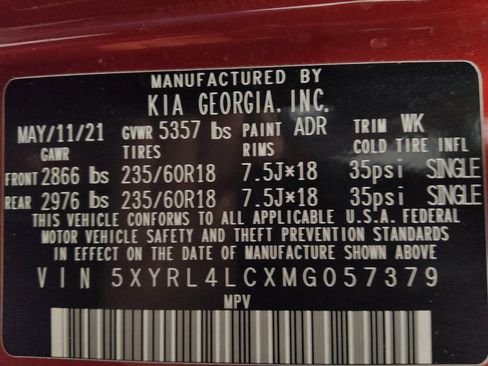 MANUFACTURED BY
KIA GEORGIA, INC.
MAY/11/21 GVWR 5357 lbs PAINT ADR TRIM WK
GAWR TIRES RIMS COLD TIRE INFL
FRONT 2866 lbs 235/60R18 7.5J*18 35psi SINGLE
REAR 2976 lbs 235/60R18 7.5J*18 35psi SINGLE
THIS VEHICLE CONFORMS TO ALL APPLICABLE U.S.A. FEDERAL
MOTOR VEHICLE SAFETY AND THEFT PREVENTION STANDARDS
IN EFFECT ON THE DATE OF MANUFACTURE SHOWN ABOVE
VIN 5XYRL4LCXMG057379
MPV